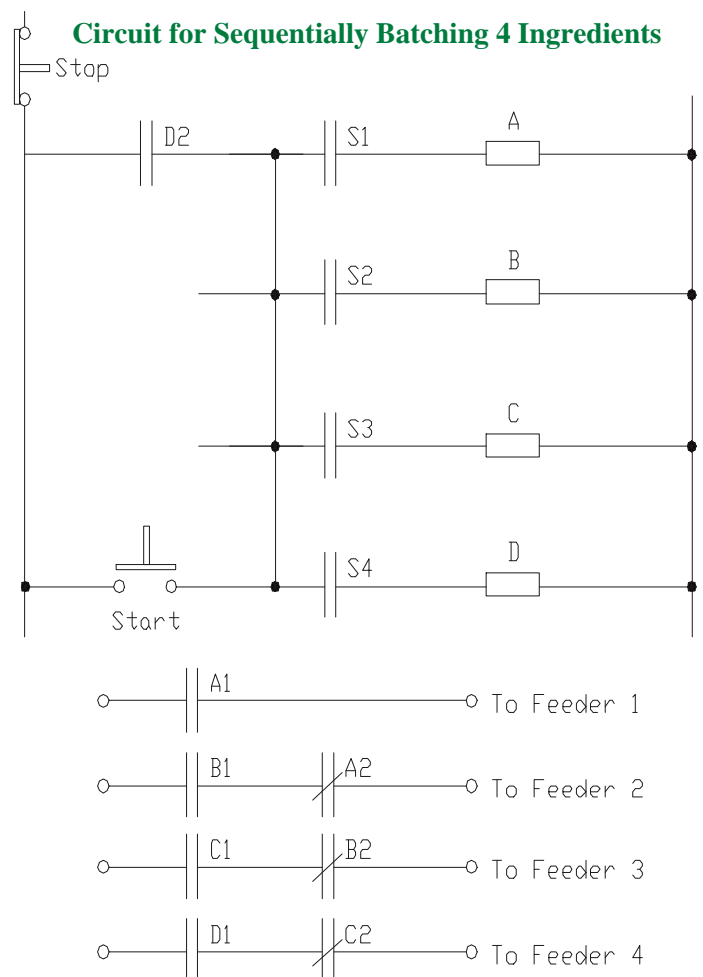 Circuit for Sequentially Batching 4 Ingredients
Stop
D2
S1
A
S2
B
S3
C
S4
D
Start
A1
To Feeder 1
B1
A2
To Feeder 2
C1
B2
To Feeder 3
D1
C2
To Feeder 4